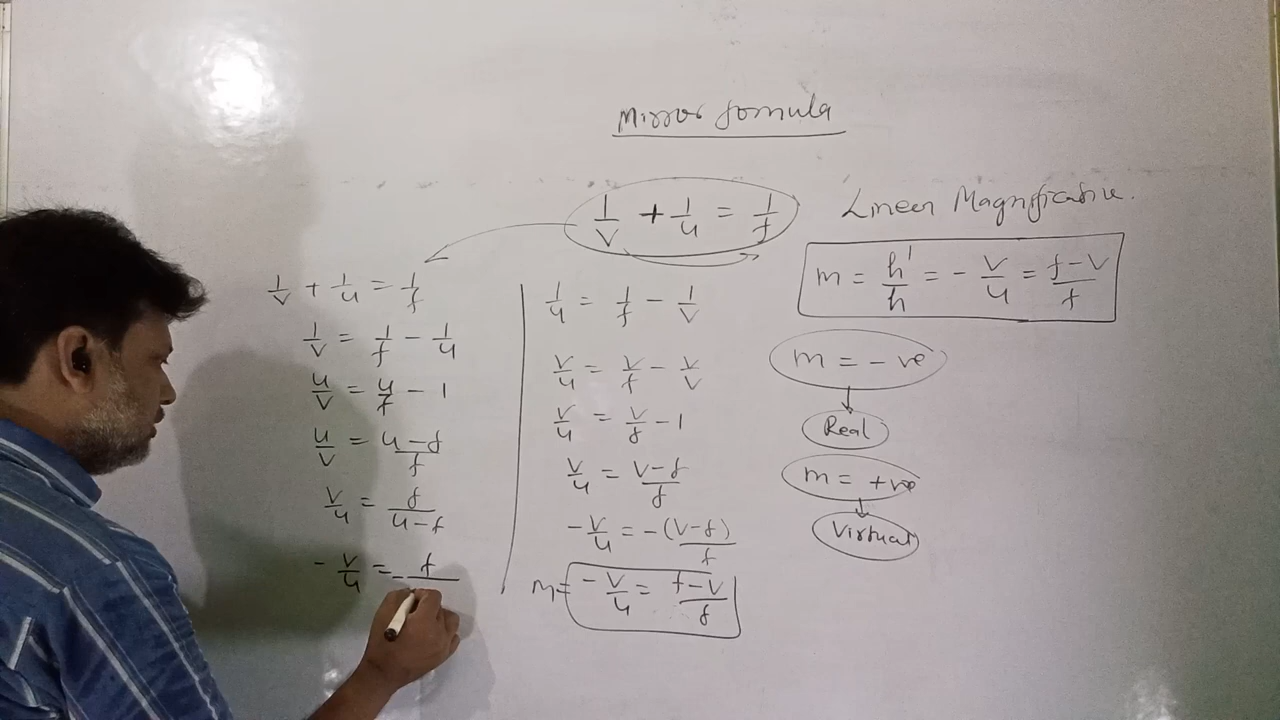 Mirror formula
1/v + 1/u = 1/f
Linear Magnification.
m = h'/h = - v/u = f-v/f
1/v + 1/u = 1/f
1/v = 1/f - 1/u
u/v = u/f - 1
u/v = u-f/f
v/u = f/u-f
- v/u = - f/
1/u = 1/f - 1/v
v/u = v/f - v/v
v/u = v/f - 1
v/u = v-f/f
- v/u = -(v-f)/f
m = - v/u = f-v/f
m = - ve
Real
m = +ve
Virtual